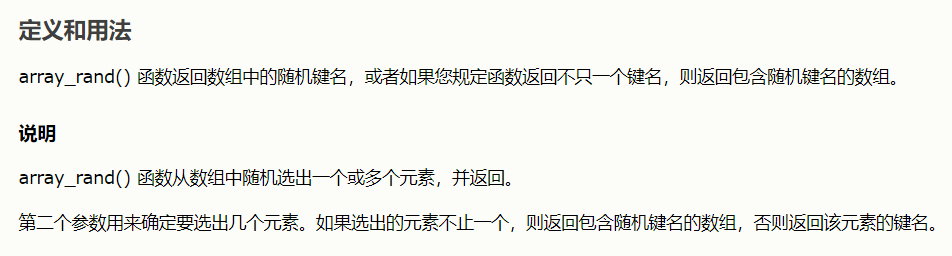 定义和用法
array_rand() 函数返回数组中的随机键名，或者如果您规定函数返回不只一个键名，则返回包含随机键名的数组。
说明
array_rand() 函数从数组中随机选出一个或多个元素，并返回。
第二个参数用来确定要选出几个元素。如果选出的元素不止一个，则返回包含随机键名的数组，否则返回该元素的键名。